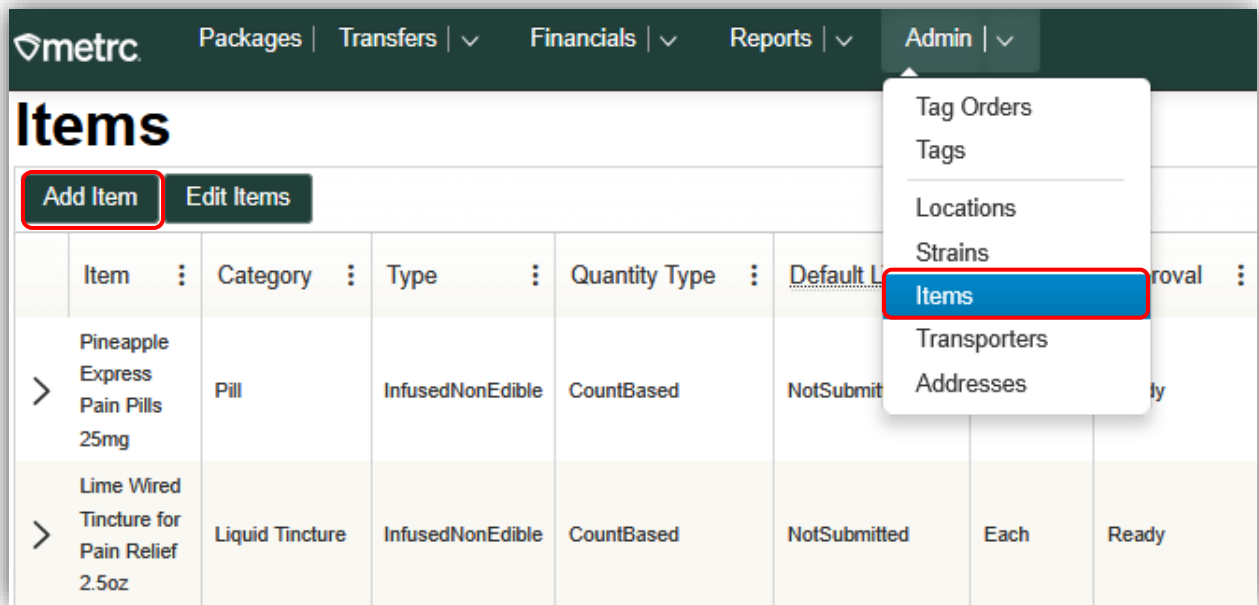 metrc. Packages | Transfers | Financials | Reports | Admin |
Tag Orders
Tags
Locations
Strains
Items
Transporters
Addresses
Items
Add Item Edit Items
Item Category Type Quantity Type Default
Pineapple
Express
Pain Pills
25mg
Pill InfusedNonEdible CountBased
Lime Wired
Tincture for
Pain Relief
2.5oz
Liquid Tincture InfusedNonEdible CountBased NotSubmitted Each Ready